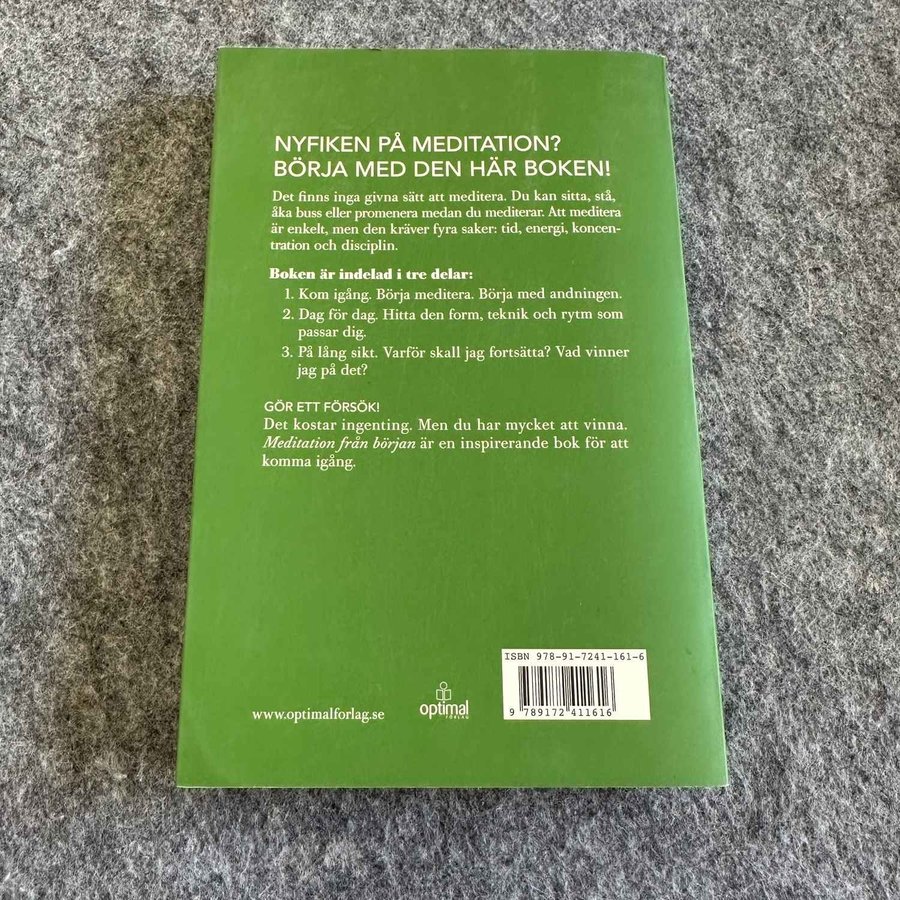 NYFIKEN PÅ MEDITATION?
BÖRJA MED DEN HÄR BOKEN!
Det finns inga givna sätt att meditera. Du kan sitta, stå,
åka buss eller promenera medan du mediterar. Att meditera
är enkelt, men den kräver fyra saker: tid, energi, koncen-
tration och disciplin.
Boken är indelad i tre delar:
1. Kom igång. Börja meditera. Börja med andningen.
2. Dag för dag. Hitta den form, teknik och rytm som
passar dig.
3. På lång sikt. Varför skall jag fortsätta? Vad vinner
jag på det?
GÖR ETT FÖRSÖK!
Det kostar ingenting. Men du har mycket att vinna.
Meditation från början är en inspirerande bok för att
komma igång.
ISBN 978-91-7241-161-6
9 789172 411616
www.optimalforlag.se
optimal
FÖRLAG